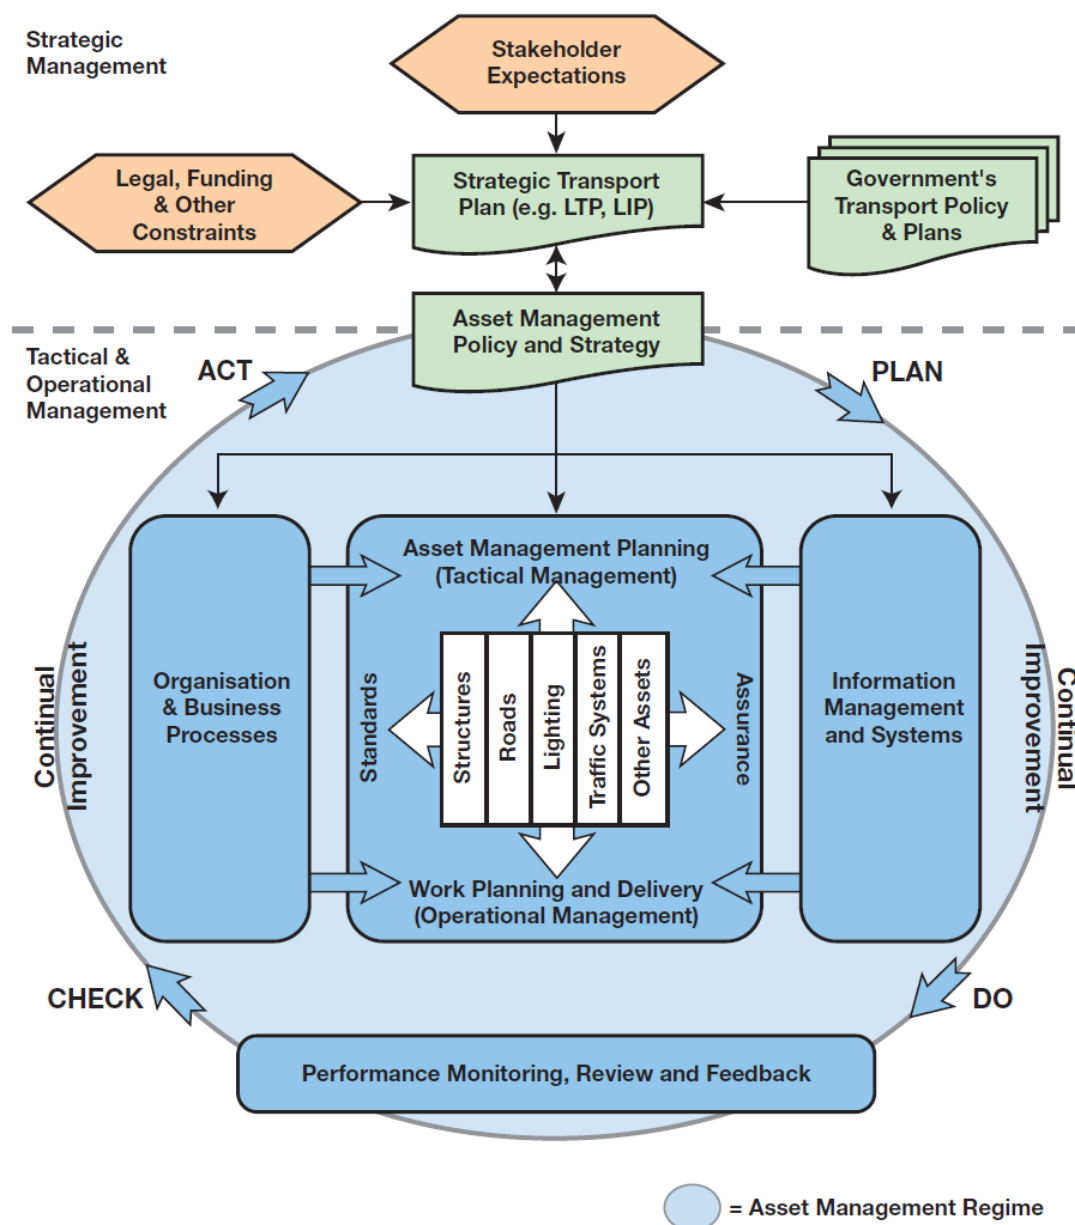 Strategic
Management
Stakeholder
Expectations
Legal, Funding
& Other
Constraints
Strategic Transport
Plan (e.g. LTP, LIP)
Government's
Transport Policy
& Plans
Asset Management
Policy and Strategy
Tactical &
Operational
Management
ACT
PLAN
Asset Management Planning
(Tactical Management)
Continual
Improvement
Organisation
& Business
Processes
Standards
Structures
Roads
Lighting
Traffic Systems
Other Assets
Assurance
Information
Management
and Systems
Continual
Improvement
Work Planning and Delivery
(Operational Management)
CHECK
DO
Performance Monitoring, Review and Feedback
= Asset Management Regime